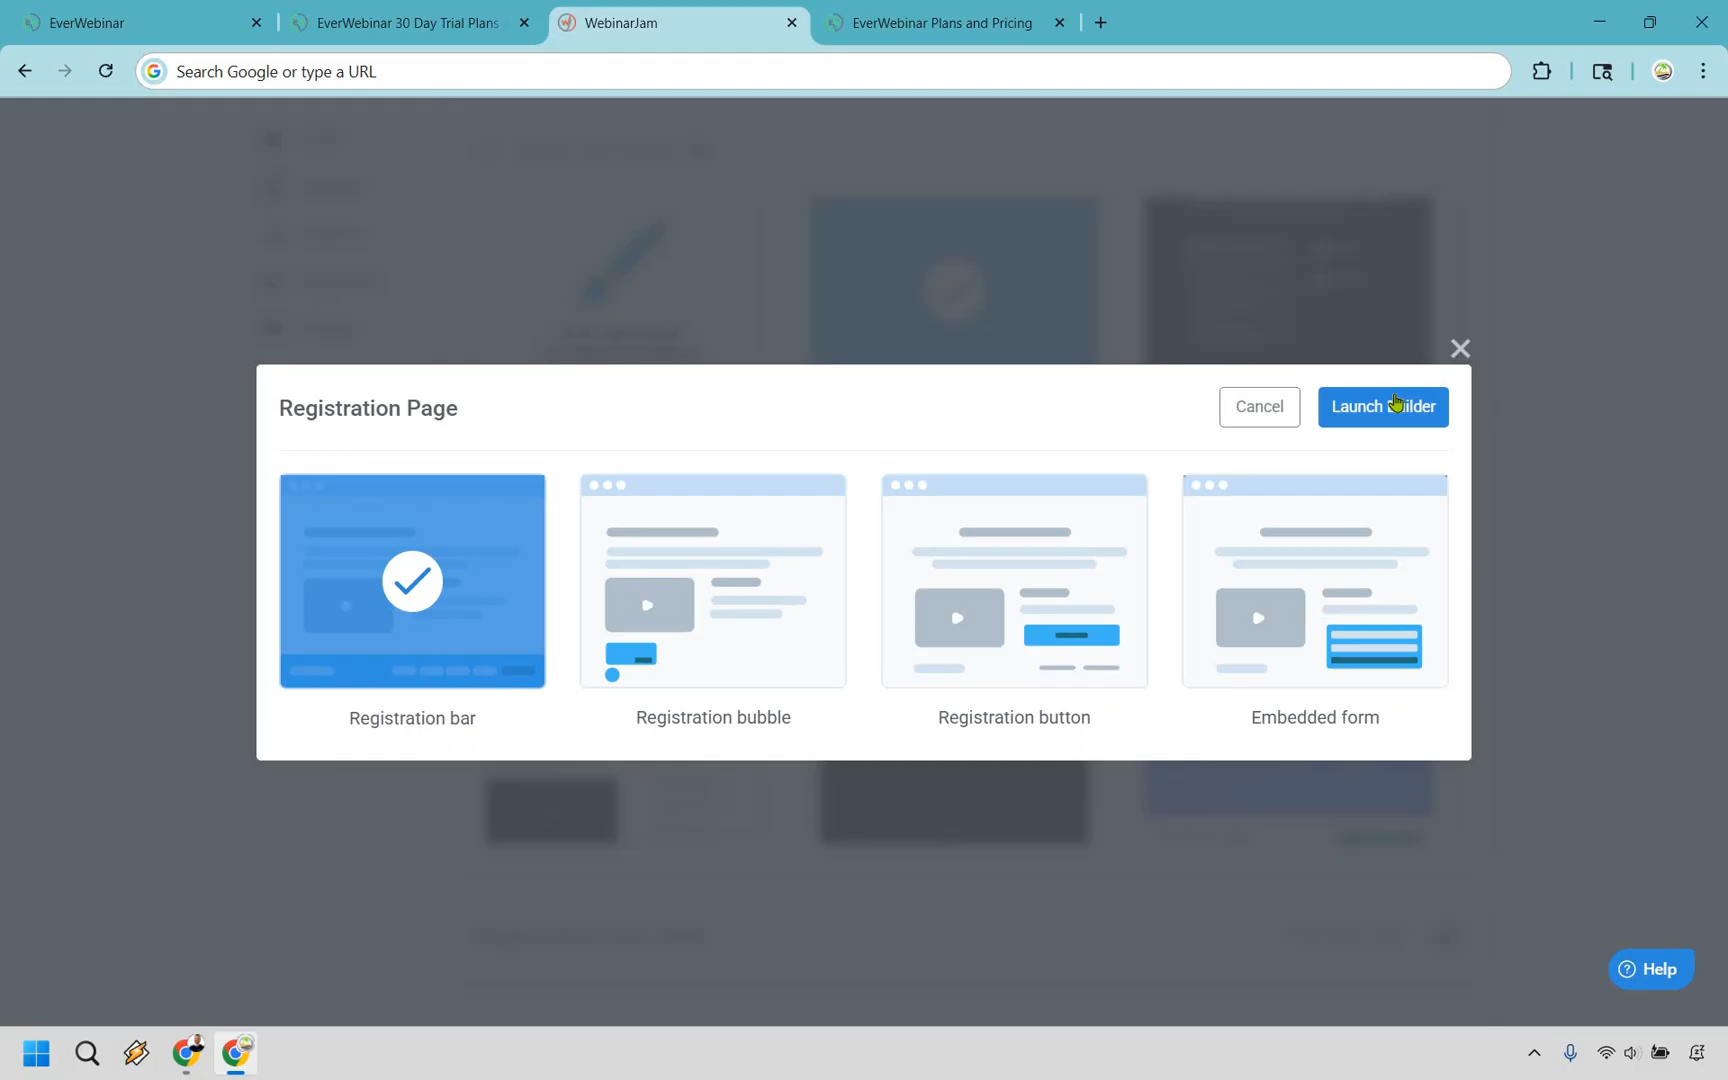 EverWebinar
EverWebinar 30 Day Trial Plans
WebinarJam
EverWebinar Plans and Pricing
Search Google or type a URL
Registration Page
Cancel
Launch Builder
Registration bar
Registration bubble
Registration button
Embedded form
Help